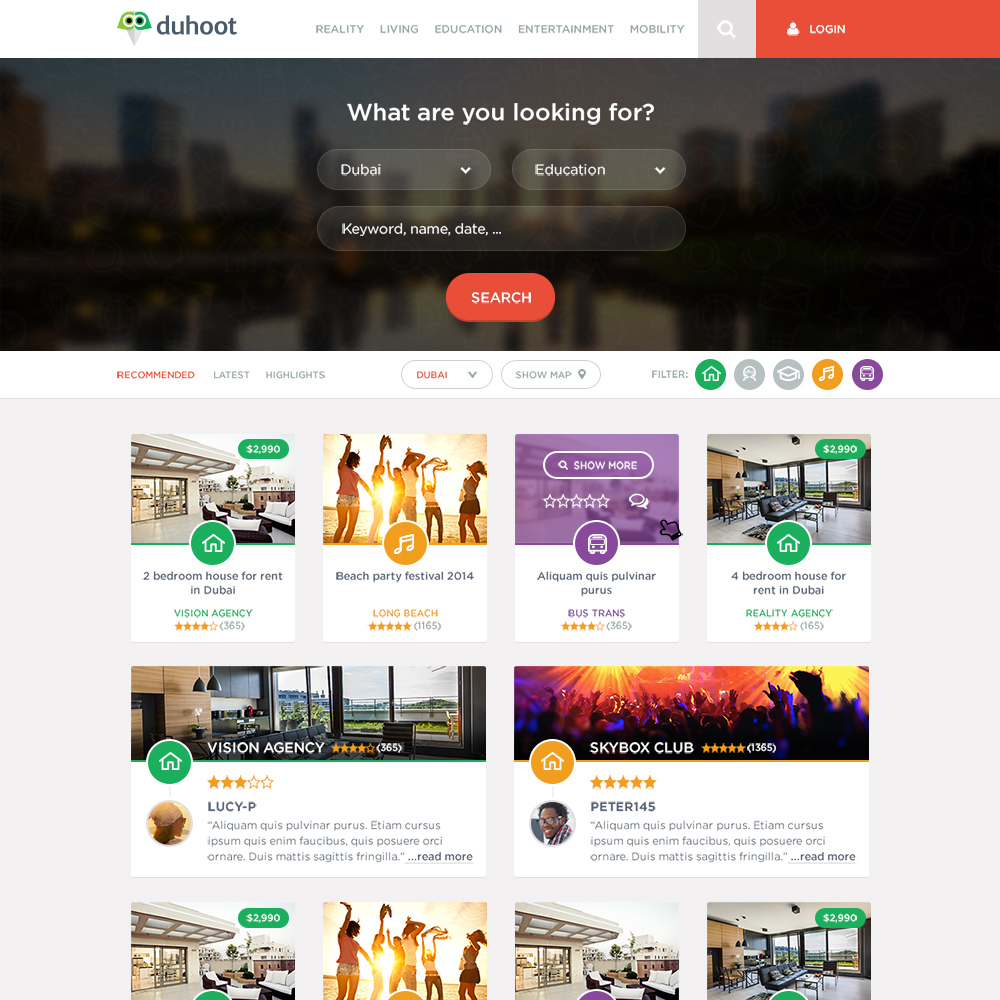 duhoot
REALITY LIVING EDUCATION ENTERTAINMENT MOBILITY LOGIN
What are you looking for?
Dubai Education
Keyword, name, date, ...
SEARCH
RECOMMENDED LATEST HIGHLIGHTS DUBAI SHOW MAP FILTER:
$2,990 SHOW MORE $2,990
2 bedroom house for rent
in Dubai
VISION AGENCY
(365)
Beach party festival 2014
LONG BEACH
(1165)
Aliquam quis pulvinar
purus
BUS TRANS
(365)
4 bedroom house for
rent in Dubai
REALITY AGENCY
(165)
VISION AGENCY (365)
LUCY-P
“Aliquam quis pulvinar purus. Etiam cursus
ipsum quis enim faucibus, quis posuere orci
ornare. Duis mattis sagittis fringilla.” ...read more
SKYBOX CLUB (1365)
PETER145
“Aliquam quis pulvinar purus. Etiam cursus
ipsum quis enim faucibus, quis posuere orci
ornare. Duis mattis sagittis fringilla.” ...read more
$2,990 $2,990